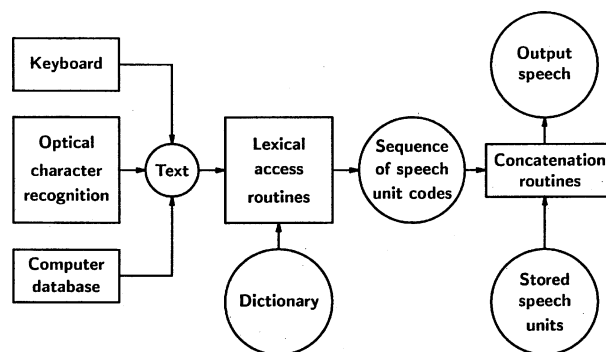 Keyboard
Optical
character
recognition
Computer
database
Text
Lexical
access
routines
Dictionary
Sequence
of speech
unit codes
Output
speech
Concatenation
routines
Stored
speech
units